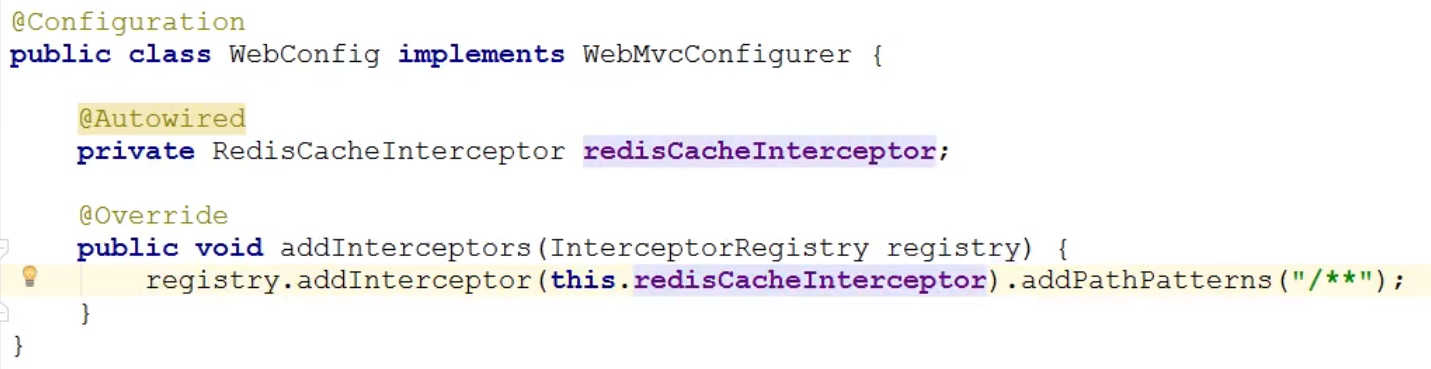 @Configuration
public class WebConfig implements WebMvcConfigurer {
@Autowired
private RedisCacheInterceptor redisCacheInterceptor;
@Override
public void addInterceptors(InterceptorRegistry registry) {
registry.addInterceptor(this.redisCacheInterceptor).addPathPatterns("/**");
}
}